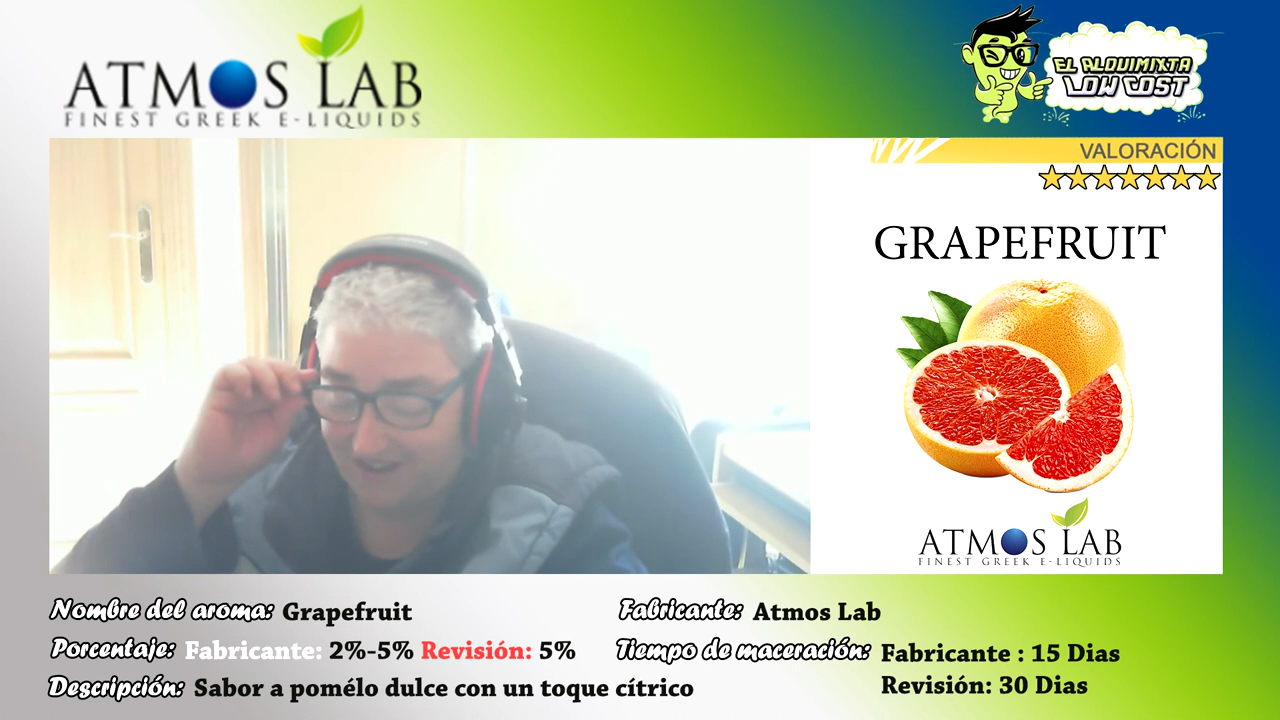 ATMOS LAB
FINEST GREEK E-LIQUIDS
EL ALQUIMIXTA
LOW COST
VALORACIÓN
GRAPEFRUIT
ATMOS LAB
FINEST GREEK E-LIQUIDS
Nombre del aroma: Grapefruit
Fabricante: Atmos Lab
Porcentaje: Fabricante: 2%-5% Revisión: 5%
Tiempo de maceración: Fabricante : 15 Dias
Revisión: 30 Dias
Descripción: Sabor a pomélo dulce con un toque cítrico